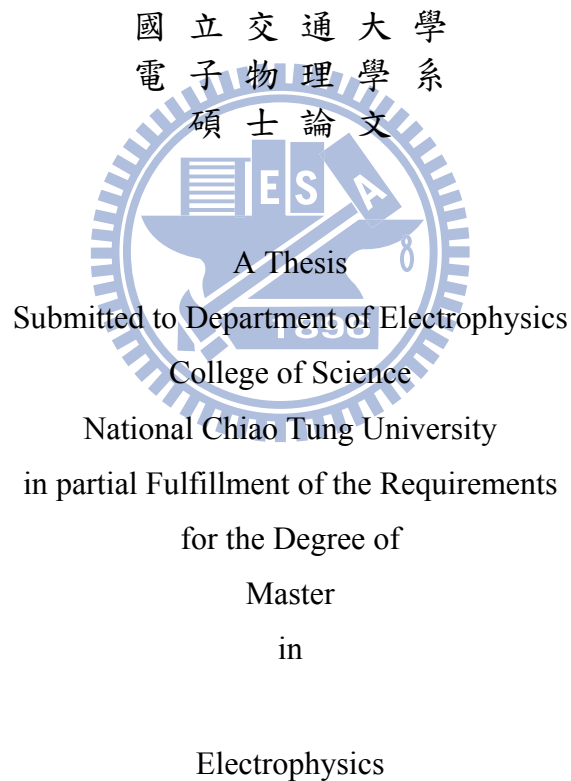 國立交通大學
電子物理學系
碩士論文
ES A
A Thesis
Submitted to Department of Electrophysics
1896
College of Science
National Chiao Tung University
in partial Fulfillment of the Requirements
for the Degree of
Master
in
Electrophysics